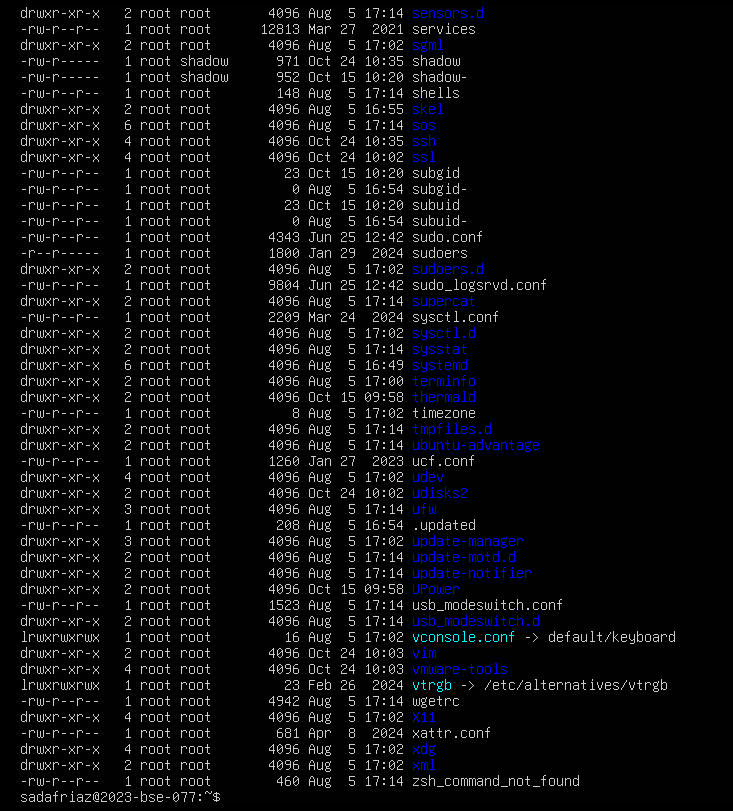 drwxr-xr-x   2 root root       4096 Aug  5 17:14 sensors.d
-rw-r--r--   1 root root      12813 Mar 27  2021 services
drwxr-xr-x   2 root root       4096 Aug  5 17:02 sgml
-rw-r-----   1 root shadow      971 Oct 24 10:35 shadow
-rw-r-----   1 root shadow      952 Oct 15 10:20 shadow-
-rw-r--r--   1 root root        148 Aug  5 17:14 shells
drwxr-xr-x   2 root root       4096 Aug  5 16:55 skel
drwxr-xr-x   6 root root       4096 Aug  5 17:14 sos
drwxr-xr-x   4 root root       4096 Oct 24 10:35 ssh
drwxr-xr-x   4 root root       4096 Oct 24 10:02 ssl
-rw-r--r--   1 root root         23 Oct 15 10:20 subgid
-rw-r--r--   1 root root          0 Aug  5 16:54 subgid-
-rw-r--r--   1 root root         23 Oct 15 10:20 subuid
-rw-r--r--   1 root root          0 Aug  5 16:54 subuid-
-rw-r--r--   1 root root       4343 Jun 25 12:42 sudo.conf
-r--r-----   1 root root       1800 Jan 29  2024 sudoers
drwxr-xr-x   2 root root       4096 Aug  5 17:02 sudoers.d
-rw-r--r--   1 root root       9804 Jun 25 12:42 sudo_logsrvd.conf
drwxr-xr-x   2 root root       4096 Aug  5 17:14 supercat
-rw-r--r--   1 root root       2209 Mar 24  2024 sysctl.conf
drwxr-xr-x   2 root root       4096 Aug  5 17:02 sysctl.d
drwxr-xr-x   2 root root       4096 Aug  5 17:14 sysstat
drwxr-xr-x   6 root root       4096 Aug  5 16:49 systemd
drwxr-xr-x   2 root root       4096 Aug  5 17:00 terminfo
drwxr-xr-x   2 root root       4096 Oct 15 09:58 thermald
-rw-r--r--   1 root root          8 Aug  5 17:02 timezone
drwxr-xr-x   2 root root       4096 Aug  5 17:14 tmpfiles.d
drwxr-xr-x   2 root root       4096 Aug  5 17:14 ubuntu-advantage
-rw-r--r--   1 root root       1260 Jan 27  2023 ucf.conf
drwxr-xr-x   4 root root       4096 Aug  5 17:02 udev
drwxr-xr-x   2 root root       4096 Oct 24 10:02 udisks2
drwxr-xr-x   3 root root       4096 Aug  5 17:14 ufw
-rw-r--r--   1 root root        208 Aug  5 16:54 .updated
drwxr-xr-x   3 root root       4096 Aug  5 17:02 update-manager
drwxr-xr-x   2 root root       4096 Aug  5 17:14 update-motd.d
drwxr-xr-x   2 root root       4096 Aug  5 17:14 update-notifier
drwxr-xr-x   2 root root       4096 Oct 15 09:58 UPower
-rw-r--r--   1 root root       1523 Aug  5 17:14 usb_modeswitch.conf
drwxr-xr-x   2 root root       4096 Aug  5 17:14 usb_modeswitch.d
lrwxrwxrwx   1 root root         16 Aug  5 17:02 vconsole.conf -> default/keyboard
drwxr-xr-x   2 root root       4096 Oct 24 10:03 vim
drwxr-xr-x   4 root root       4096 Oct 24 10:03 vmware-tools
lrwxrwxrwx   1 root root         23 Feb 26  2024 vtrgb -> /etc/alternatives/vtrgb
-rw-r--r--   1 root root       4942 Aug  5 17:14 wgetrc
drwxr-xr-x   4 root root       4096 Aug  5 17:02 X11
-rw-r--r--   1 root root        681 Apr  8  2024 xattr.conf
drwxr-xr-x   4 root root       4096 Aug  5 17:02 xdg
drwxr-xr-x   2 root root       4096 Aug  5 17:02 xml
-rw-r--r--   1 root root        460 Aug  5 17:14 zsh_command_not_found
sadafriaz@2023-bse-077:~$